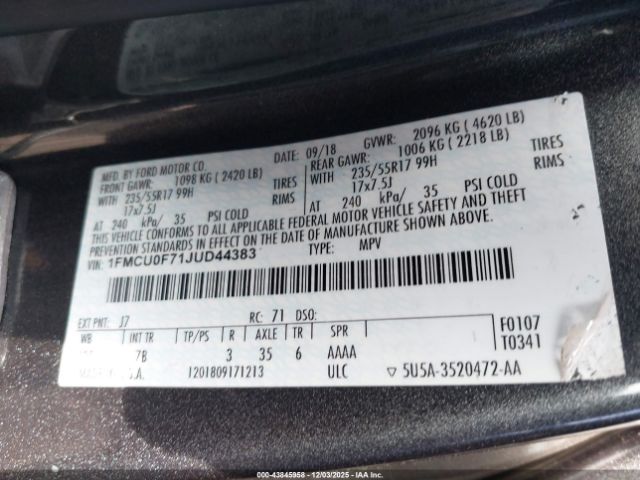 MFD. BY FORD MOTOR CO. DATE: 09/18 GVWR: 2096 KG ( 4620 LB)
FRONT GAWR: 1098 KG ( 2420 LB) REAR GAWR: 1006 KG ( 2218 LB)
WITH 235/55R17 99H TIRES WITH 235/55R17 99H TIRES
17x7.5J RIMS 17x7.5J RIMS
AT 240 kPa/ 35 PSI COLD AT 240 kPa/ 35 PSI COLD
THIS VEHICLE CONFORMS TO ALL APPLICABLE FEDERAL MOTOR VEHICLE SAFETY AND THEFT
PREVENTION STANDARDS IN EFFECT ON THE DATE OF MANUFACTURE SHOWN ABOVE.
VIN: 1FMCU0F71JUD44383 TYPE: MPV
EXT PNT: J7 RC: 71 DSO: F0107
WB INT TR TP/PS R AXLE TR SPR T0341
7B 3 35 6 AAAA
1201809171213 ULC ▽ 5U5A-3520472-AA
© IAA - # 43845958 - 12/03/2025 - IAAI.COM